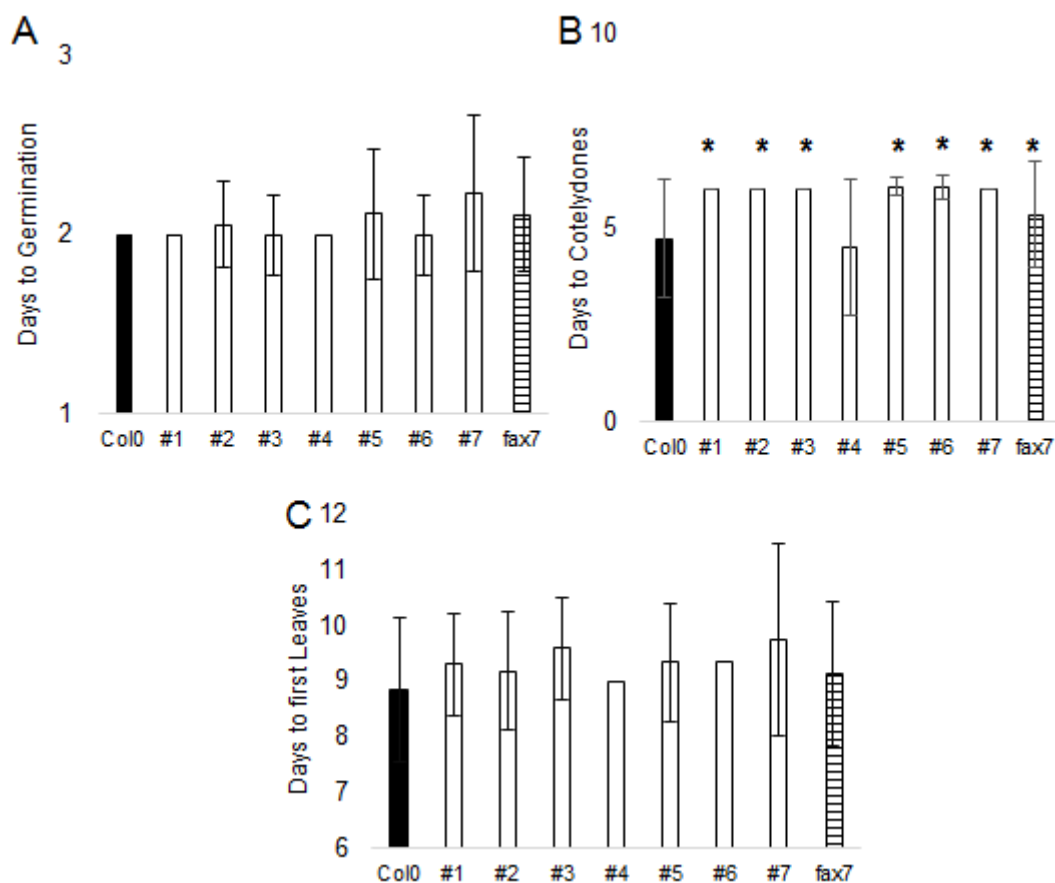 A
3
2
1
Days to Germination
Col0 #1 #2 #3 #4 #5 #6 #7 fax7
B
10
5
0
Days to Cotelydones
* * * * * * *
Col0 #1 #2 #3 #4 #5 #6 #7 fax7
C
12
11
10
9
8
7
6
Days to first Leaves
Col0 #1 #2 #3 #4 #5 #6 #7 fax7